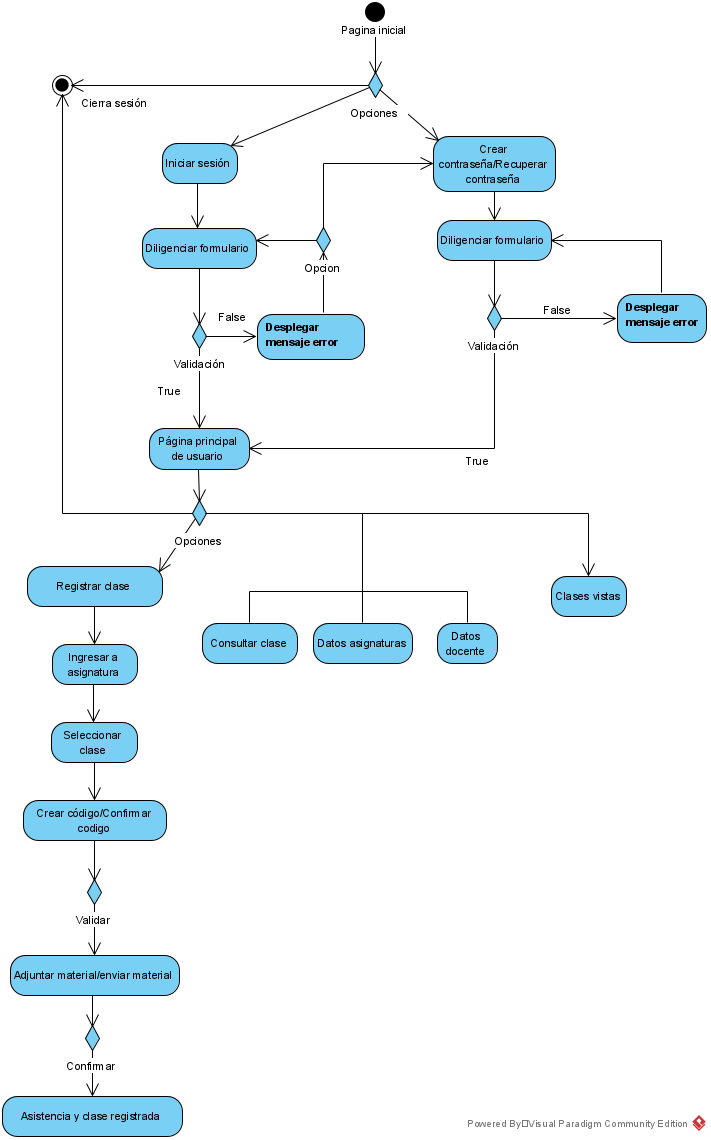 Pagina inicial
Cierra sesión
Opciones
Iniciar sesión
Crear
contraseña/Recuperar
contraseña
Diligenciar formulario
Diligenciar formulario
Opcion
False
Desplegar
mensaje error
False
Desplegar
mensaje error
Validación
Validación
True
True
Página principal
de usuario
Opciones
Registrar clase
Clases vistas
Consultar clase
Datos asignaturas
Datos
docente
Ingresar a
asignatura
Seleccionar
clase
Crear código/Confirmar
codigo
Validar
Adjuntar material/enviar material
Confirmar
Asistencia y clase registrada
Powered By□Visual Paradigm Community Edition